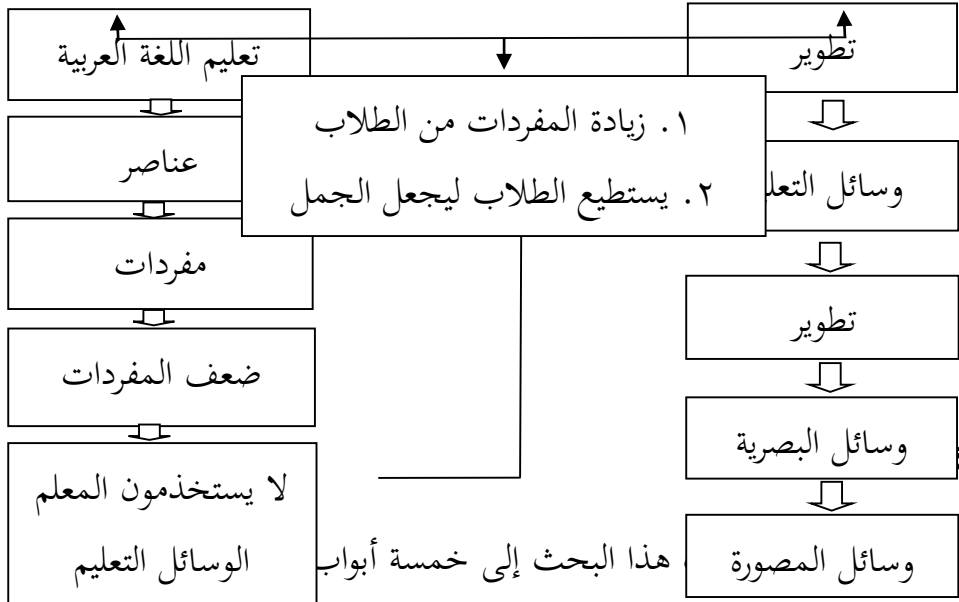 تطوير
وسائل التعل
تطوير
وسائل البصرية
وسائل المصورة
١. زيادة المفردات من الطلاب
٢. يستطيع الطلاب ليجعل الجمل
تعليم اللغة العربية
عناصر
مفردات
ضعف المفردات
لا يستخذمون المعلم
الوسائل التعليم
هذا البحث إلى خمسة أبواب